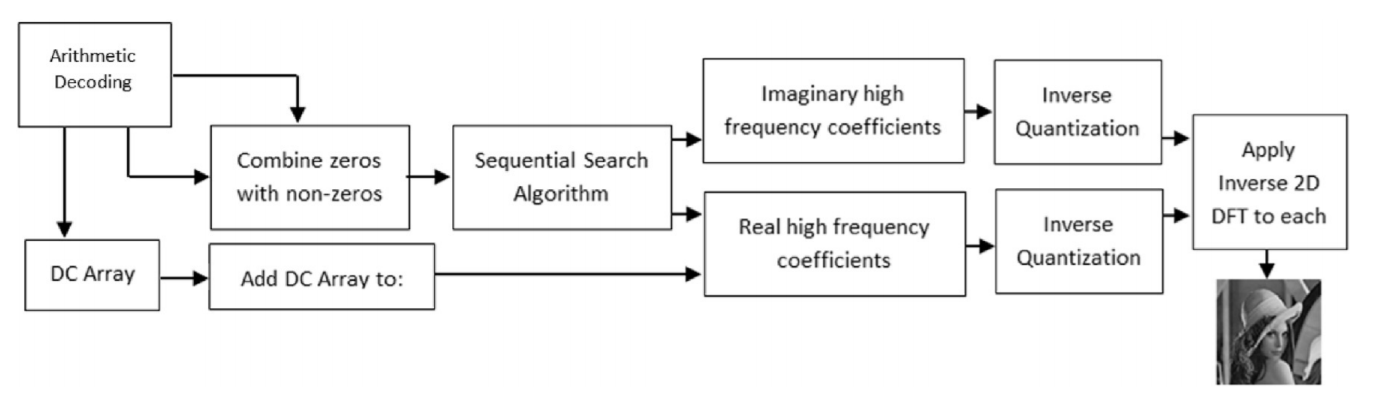 Arithmetic
Decoding
Combine zeros
with non-zeros
Sequential Search
Algorithm
Imaginary high
frequency coefficients
Inverse
Quantization
Apply
Inverse 2D
DFT to each
DC Array
Add DC Array to:
Real high frequency
coefficients
Inverse
Quantization